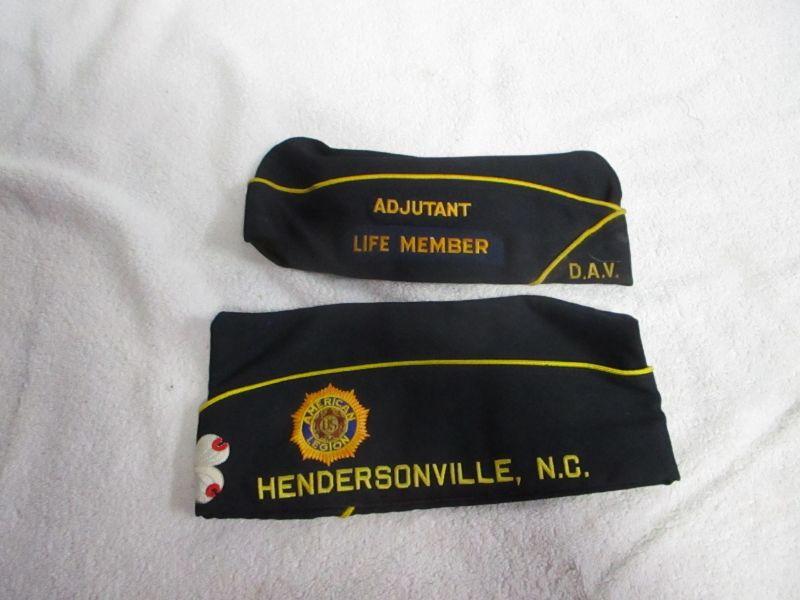 ADJUTANT
LIFE MEMBER
D.A.V.
AMERICAN
U.S
LEGION
HENDERSONVILLE, N.C.